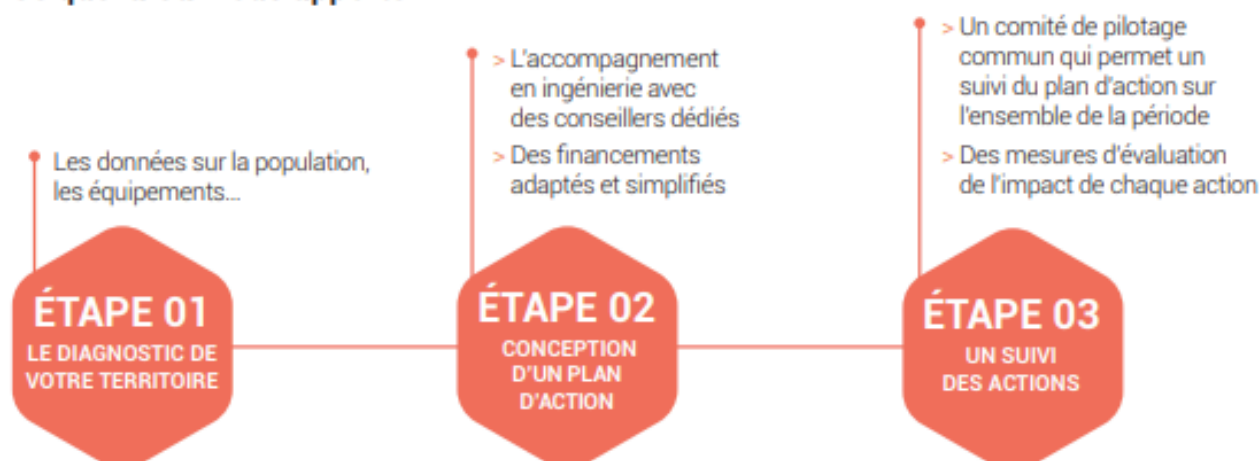 Les données sur la population,
les équipements...
ÉTAPE 01
LE DIAGNOSTIC DE
VOTRE TERRITOIRE
> L'accompagnement
en ingénierie avec
des conseillers dédiés
> Des financements
adaptés et simplifiés
ÉTAPE 02
CONCEPTION
D'UN PLAN
D'ACTION
> Un comité de pilotage
commun qui permet un
suivi du plan d'action sur
l'ensemble de la période
> Des mesures d'évaluation
de l'impact de chaque action
ÉTAPE 03
UN SUIVI
DES ACTIONS